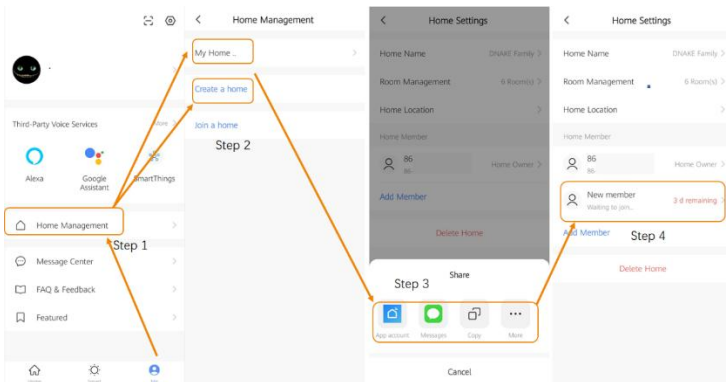 Third-Party Voice Services
More
Alexa
Google
Assistant
SmartThings
Home Management
Step 1
Message Center
FAQ & Feedback
Featured
Home Management
My Home ..
Create a home
Join a home
Step 2
Home Settings
Home Name
DNAKE Family
Room Management
6 Room(s)
Home Location
Home Member
86
86-
Home Owner
Add Member
Delete Home
Share
Step 3
App account
Messages
Copy
More
Cancel
Home Settings
Home Name
DNAKE Family
Room Management
6 Room(s)
Home Location
Home Member
86
86-
Home Owner
New member
Waiting to join...
3 d remaining
Add Member
Step 4
Delete Home